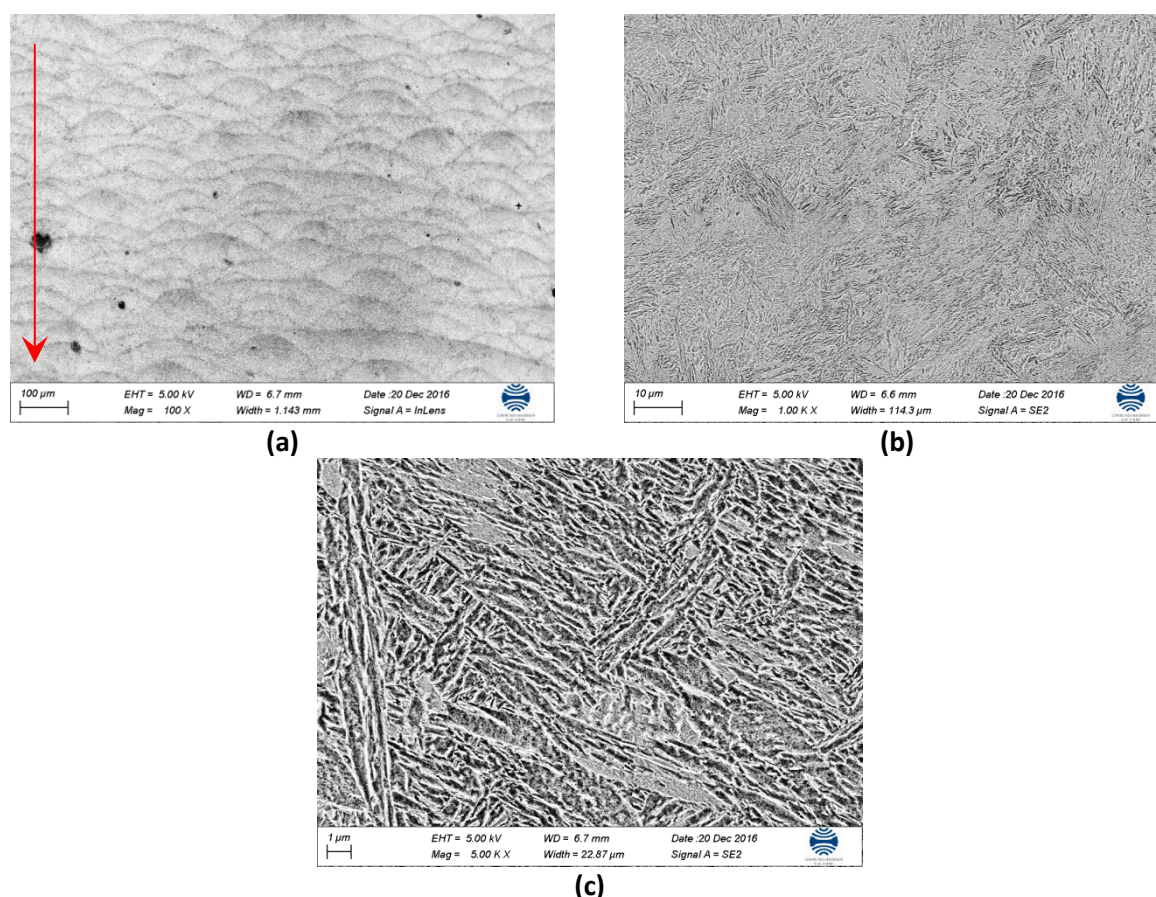 100 µm
EHT = 5.00 kV WD = 6.7 mm Date :20 Dec 2016
Mag = 100 X Width = 1.143 mm Signal A = InLens
(a)
10 µm
EHT = 5.00 kV WD = 6.6 mm Date :20 Dec 2016
Mag = 1.00 K X Width = 114.3 µm Signal A = SE2
(b)
1 µm
EHT = 5.00 kV WD = 6.7 mm Date :20 Dec 2016
Mag = 5.00 K X Width = 22.87 µm Signal A = SE2
(c)